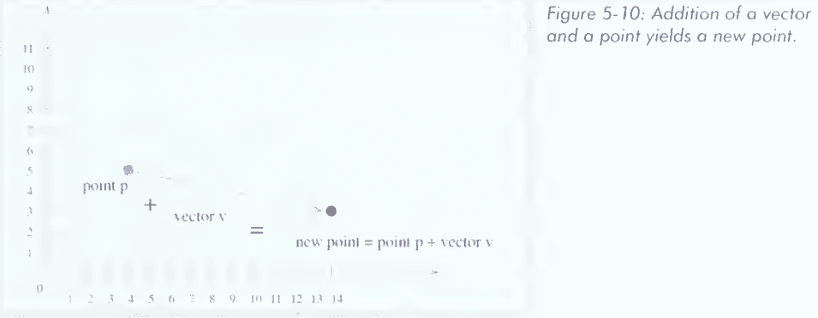 Figure 5-10: Addition of a vector
and a point yields a new point.
11
10
9
8
7
6
5
point p
4
+
3
vector v
2
=
new point = point p + vector v
1
0
1 2 3 4 5 6 7 8 9 10 11 12 13 14